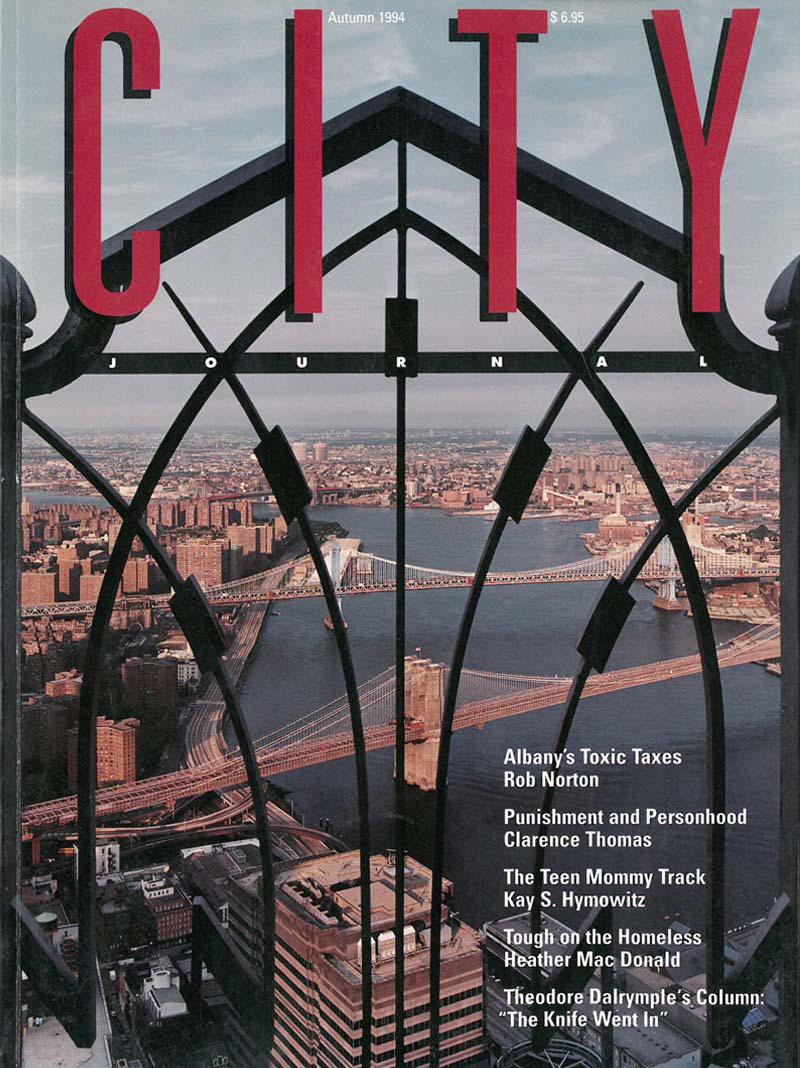 CITY
Autumn 1994
$ 6.95
JOURNAL
Albany's Toxic Taxes
Rob Norton
Punishment and Personhood
Clarence Thomas
The Teen Mommy Track
Kay S. Hymowitz
Tough on the Homeless
Heather Mac Donald
Theodore Dalrymple's Column:
“The Knife Went In”